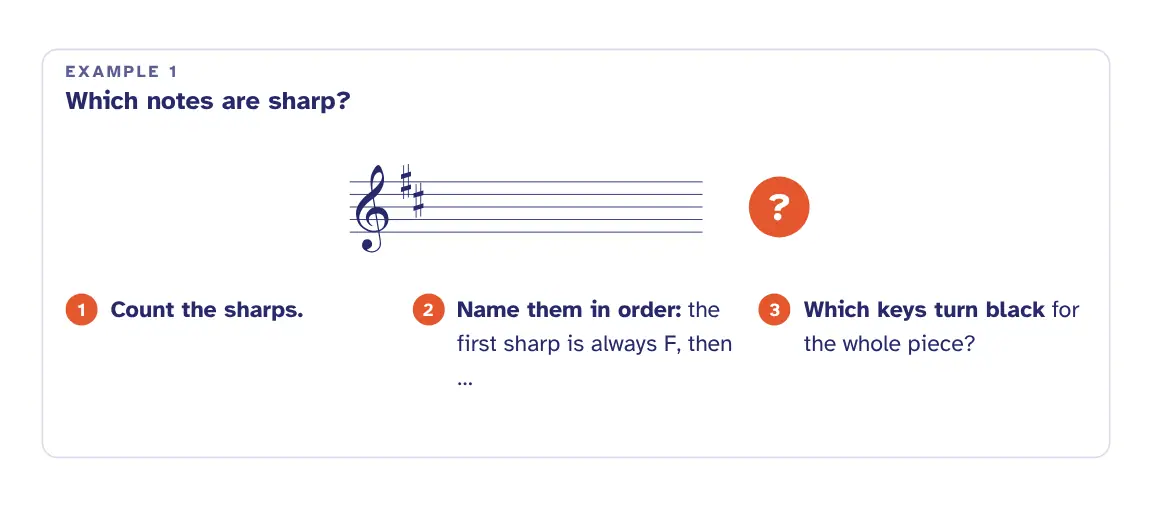 EXAMPLE 1
Which notes are sharp?
?
1 Count the sharps.
2 Name them in order: the
first sharp is always F, then
...
3 Which keys turn black for
the whole piece?